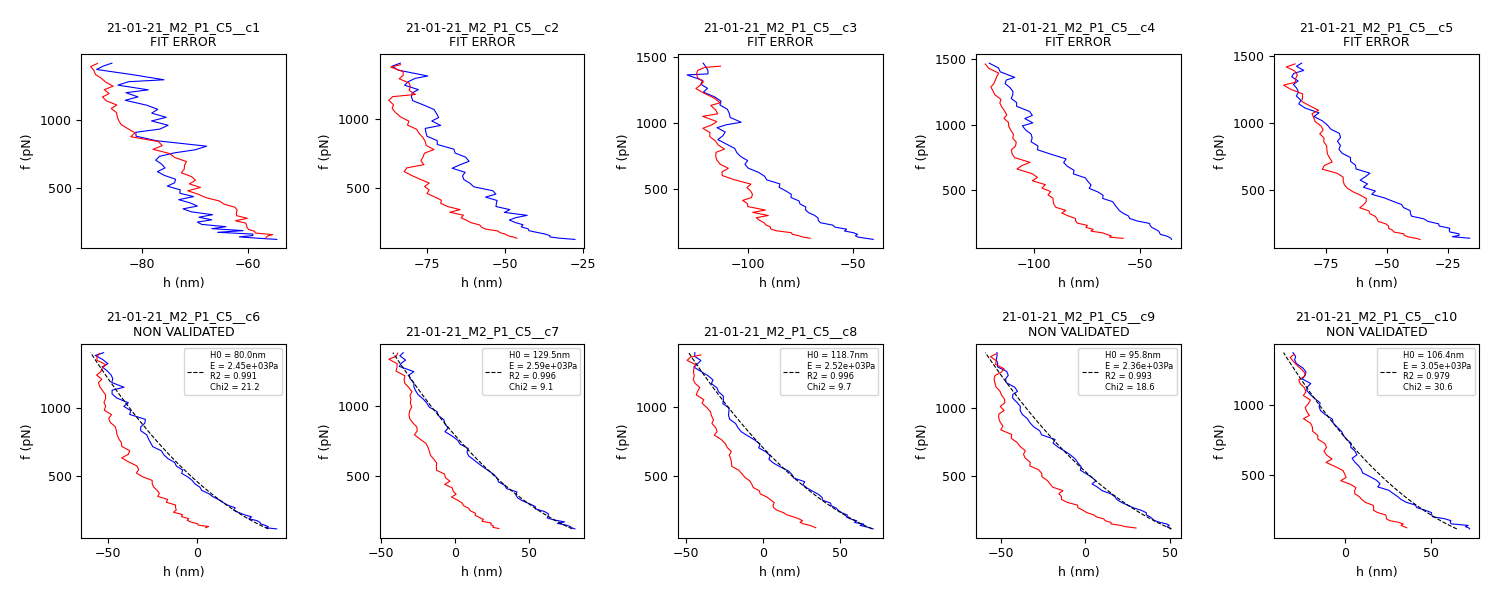 21-01-21_M2_P1_C5__c1
FIT ERROR
f (pN)
1000
500
−80
−60
h (nm)
21-01-21_M2_P1_C5__c2
FIT ERROR
f (pN)
1000
500
−75
−50
−25
h (nm)
21-01-21_M2_P1_C5__c3
FIT ERROR
f (pN)
1500
1000
500
−100
−50
h (nm)
21-01-21_M2_P1_C5__c4
FIT ERROR
f (pN)
1500
1000
500
−100
−50
h (nm)
21-01-21_M2_P1_C5__c5
FIT ERROR
f (pN)
1500
1000
500
−75
−50
−25
h (nm)
21-01-21_M2_P1_C5__c6
NON VALIDATED
H0 = 80.0nm
E = 2.45e+03Pa
R2 = 0.991
Chi2 = 21.2
f (pN)
1000
500
−50
0
h (nm)
21-01-21_M2_P1_C5__c7
H0 = 129.5nm
E = 2.59e+03Pa
R2 = 0.996
Chi2 = 9.1
f (pN)
1000
500
−50
0
50
h (nm)
21-01-21_M2_P1_C5__c8
H0 = 118.7nm
E = 2.52e+03Pa
R2 = 0.996
Chi2 = 9.7
f (pN)
1000
500
−50
0
50
h (nm)
21-01-21_M2_P1_C5__c9
NON VALIDATED
H0 = 95.8nm
E = 2.36e+03Pa
R2 = 0.993
Chi2 = 18.6
f (pN)
1000
500
−50
0
50
h (nm)
21-01-21_M2_P1_C5__c10
NON VALIDATED
H0 = 106.4nm
E = 3.05e+03Pa
R2 = 0.979
Chi2 = 30.6
f (pN)
1000
500
0
50
h (nm)